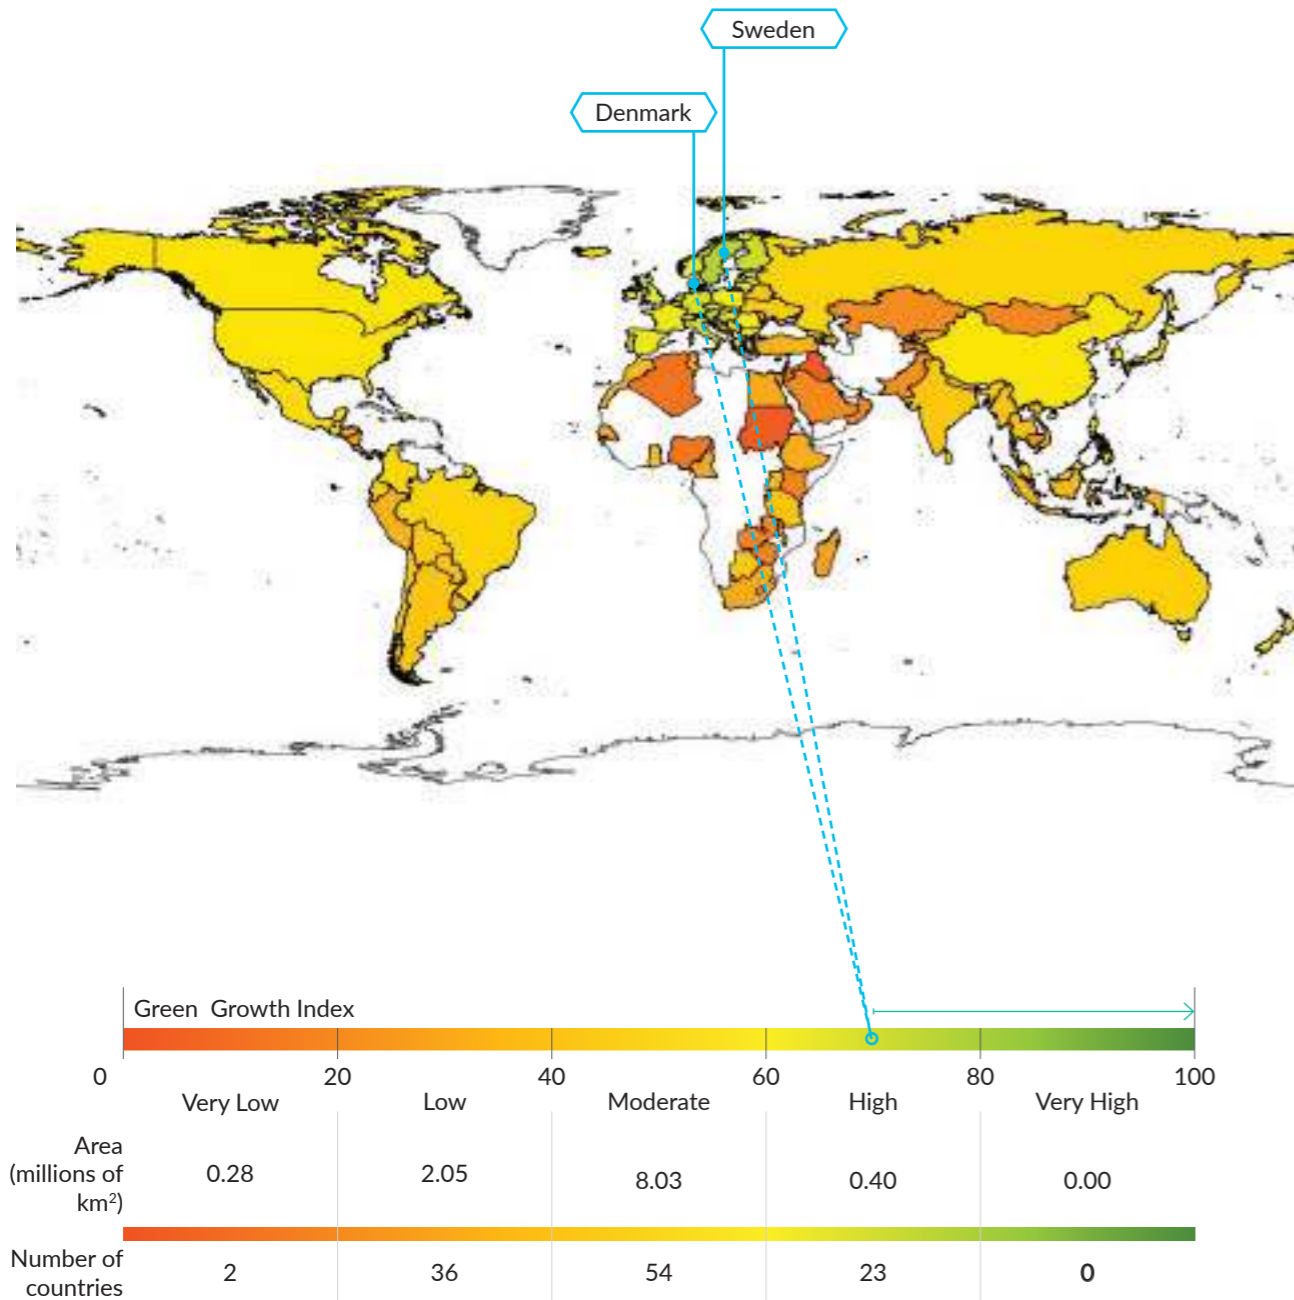 Sweden
Denmark
Green Growth Index
0 20 40 60 80 100
Very Low Low Moderate High Very High
Area
(millions of
km²)
0.28 2.05 8.03 0.40 0.00
Number of
countries
2 36 54 23 0